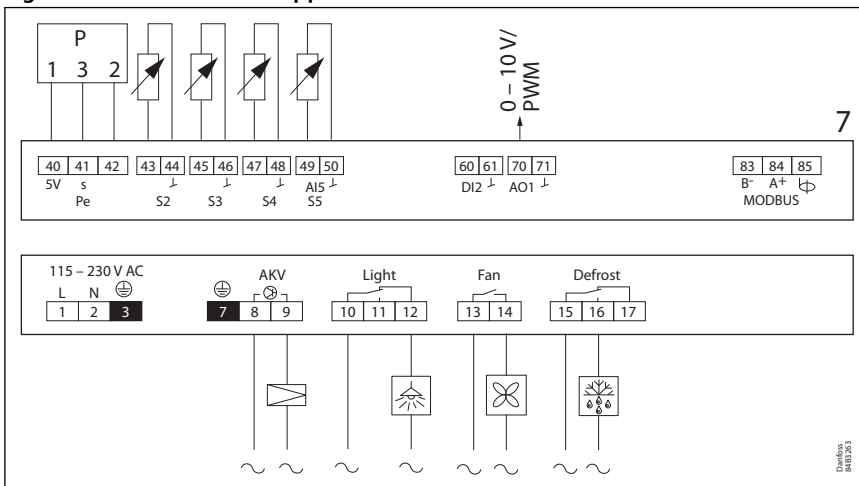 P
1 3 2
0 – 10 V/
PWM
7
40 41 42 43 44 45 46 47 48 49 50 60 61 70 71 83 84 85
5V s AI5 DI2 AO1 B- A+
Pe S2 S3 S4 S5 MODBUS
115 – 230 V AC AKV Light Fan Defrost
L N
1 2 3 7 8 9 10 11 12 13 14 15 16 17
Danfoss
84B3263